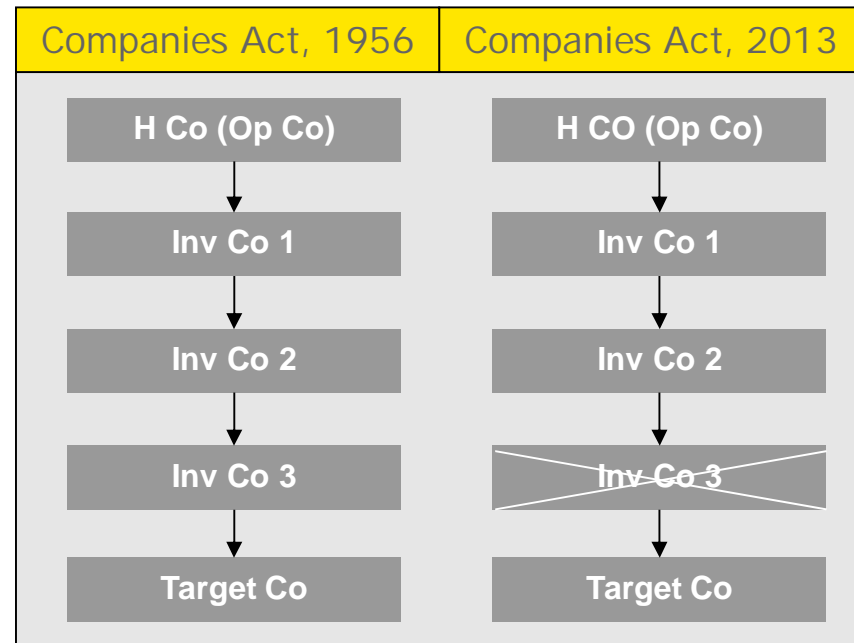 Companies Act, 1956
Companies Act, 2013
H Co (Op Co)
Inv Co 1
Inv Co 2
Inv Co 3
Target Co
H CO (Op Co)
Inv Co 1
Inv Co 2
Inv Co 3
Target Co